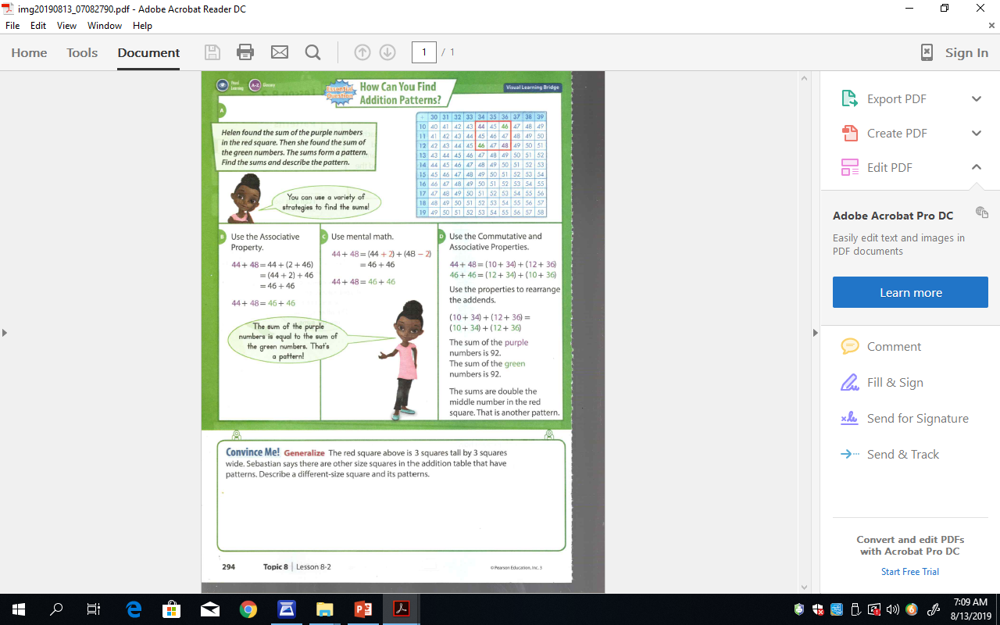 img20190813_07082790.pdf - Adobe Acrobat Reader DC
File Edit View Window Help
Home Tools Document 1 / 1 Sign In
Visual Learning A-Z Glossary
Essential Question How Can You Find
Addition Patterns?
Visual Learning Bridge
A
Helen found the sum of the purple numbers
in the red square. Then she found the sum of
the green numbers. The sums form a pattern.
Find the sums and describe the pattern.
You can use a variety of
strategies to find the sums!
+ 30 31 32 33 34 35 36 37 38 39
10 40 41 42 43 44 45 46 47 48 49
11 41 42 43 44 45 46 47 48 49 50
12 42 43 44 45 46 47 48 49 50 51
13 43 44 45 46 47 48 49 50 51 52
14 44 45 46 47 48 49 50 51 52 53
15 45 46 47 48 49 50 51 52 53 54
16 46 47 48 49 50 51 52 53 54 55
17 47 48 49 50 51 52 53 54 55 56
18 48 49 50 51 52 53 54 55 56 57
19 49 50 51 52 53 54 55 56 57 58
B Use the Associative
Property.
44 + 48 = 44 + (2 + 46)
= (44 + 2) + 46
= 46 + 46
44 + 48 = 46 + 46
The sum of the purple
numbers is equal to the sum of
the green numbers. That's
a pattern!
C Use mental math.
44 + 48 = (44 + 2) + (48 − 2)
= 46 + 46
44 + 48 = 46 + 46
D Use the Commutative and
Associative Properties.
44 + 48 = (10 + 34) + (12 + 36)
46 + 46 = (12 + 34) + (10 + 36)
Use the properties to rearrange
the addends.
(10 + 34) + (12 + 36) =
(10 + 34) + (12 + 36)
The sum of the purple
numbers is 92.
The sum of the green
numbers is 92.
The sums are double the
middle number in the red
square. That is another pattern.
Convince Me! Generalize The red square above is 3 squares tall by 3 squares
wide. Sebastian says there are other size squares in the addition table that have
patterns. Describe a different-size square and its patterns.
294 Topic 8 | Lesson 8-2 © Pearson Education, Inc. 3
Export PDF
Create PDF
Edit PDF
Adobe Acrobat Pro DC
Easily edit text and images in
PDF documents
Learn more
Comment
Fill & Sign
Send for Signature
Send & Track
Convert and edit PDFs
with Acrobat Pro DC
Start Free Trial
7:09 AM
8/13/2019